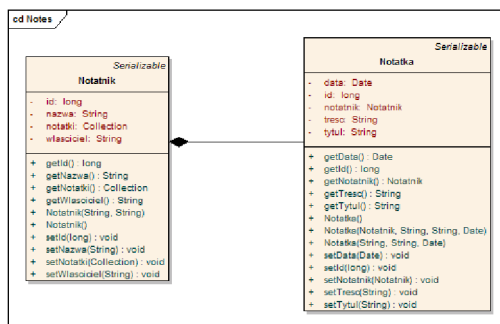 cd Notes
Serializable
Notatnik
- id: long
- nazwa: String
- notatki: Collection
- wlasciciel: String
+ getId() : long
+ getNazwa() : String
+ getNotatki() : Collection
+ getWlasiciel() : String
+ Notatnik(String, String)
+ Notatnik()
+ setId(long) : void
+ setNazwa(String) : void
+ setNotatki(Collection) : void
+ setWlasiciel(String) : void
Serializable
Notatka
- data: Date
- id: long
- notatnik: Notatnik
- tresc: String
- tytul: String
+ getData() : Date
+ getId() : long
+ getNotatnik() : Notatnik
+ getTresc() : String
+ getTytul() : String
+ Notatka()
+ Notatka(Notatnik, String, String, Date)
+ Notatka(String, String, Date)
+ setData(Date) : void
+ setId(long) : void
+ setNotatnik(Notatnik) : void
+ setTresc(String) : void
+ setTytul(String) : void